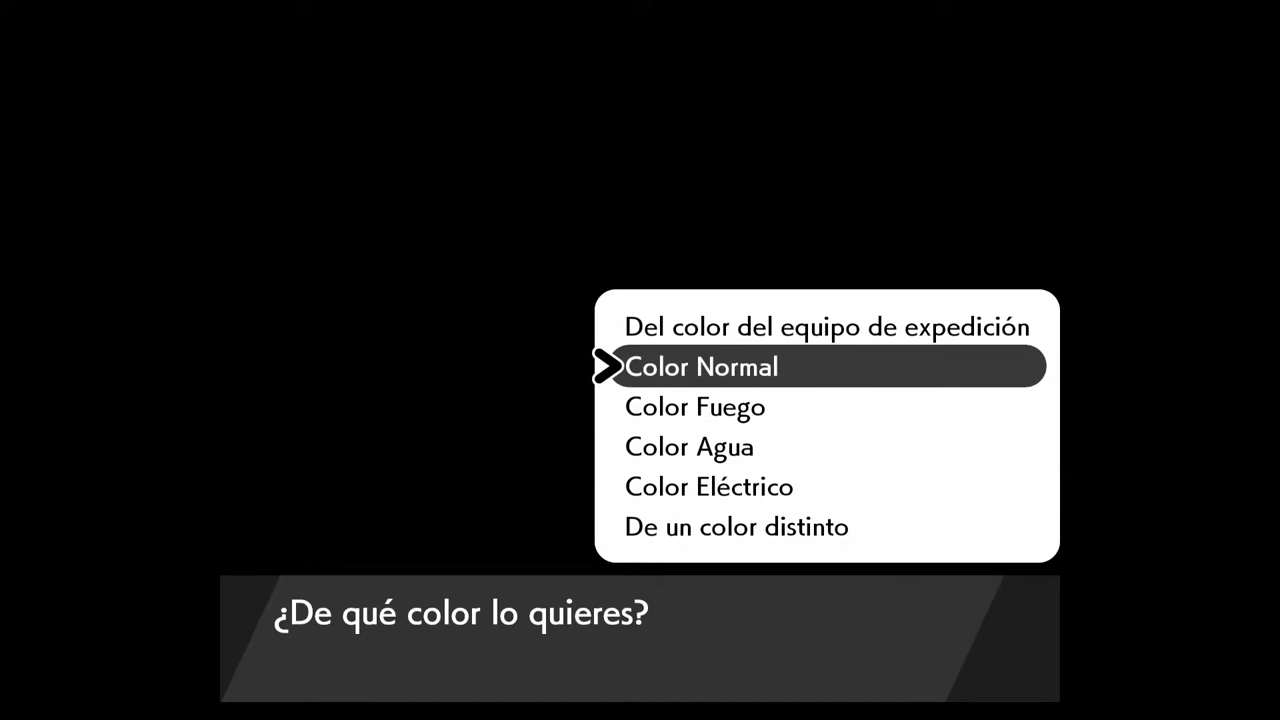 Del color del equipo de expedición
Color Normal
Color Fuego
Color Agua
Color Eléctrico
De un color distinto
¿De qué color lo quieres?